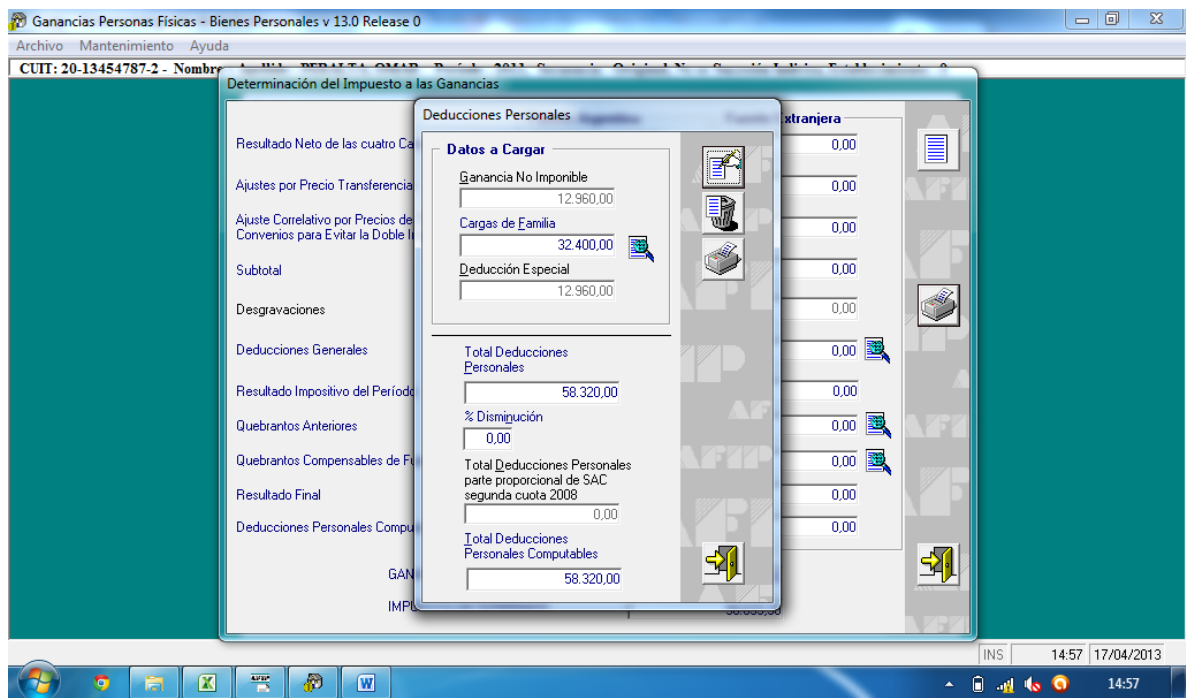 Ganancias Personas Físicas - Bienes Personales v 13.0 Release 0
Archivo Mantenimiento Ayuda
CUIT: 20-13454787-2 - Nombre
Determinación del Impuesto a las Ganancias
Deducciones Personales
xtranjera
Resultado Neto de las cuatro Ca
0,00
Ajustes por Precio Transferencia
0,00
Ajuste Correlativo por Precios de
Convenios para Evitar la Doble I
0,00
Subtotal
0,00
Desgravaciones
0,00
Deducciones Generales
0,00
Resultado Impositivo del Período
0,00
Quebrantos Anteriores
0,00
Quebrantos Compensables de Fu
0,00
Resultado Final
0,00
Deducciones Personales Compu
0,00
GAN
IMPU
Datos a Cargar
Ganancia No Imponible
12.960,00
Cargas de Familia
32.400,00
Deducción Especial
12.960,00
Total Deducciones
Personales
58.320,00
% Disminución
0,00
Total Deducciones Personales
parte proporcional de SAC
segunda cuota 2008
0,00
Total Deducciones
Personales Computables
58.320,00
INS 14:57 17/04/2013
14:57